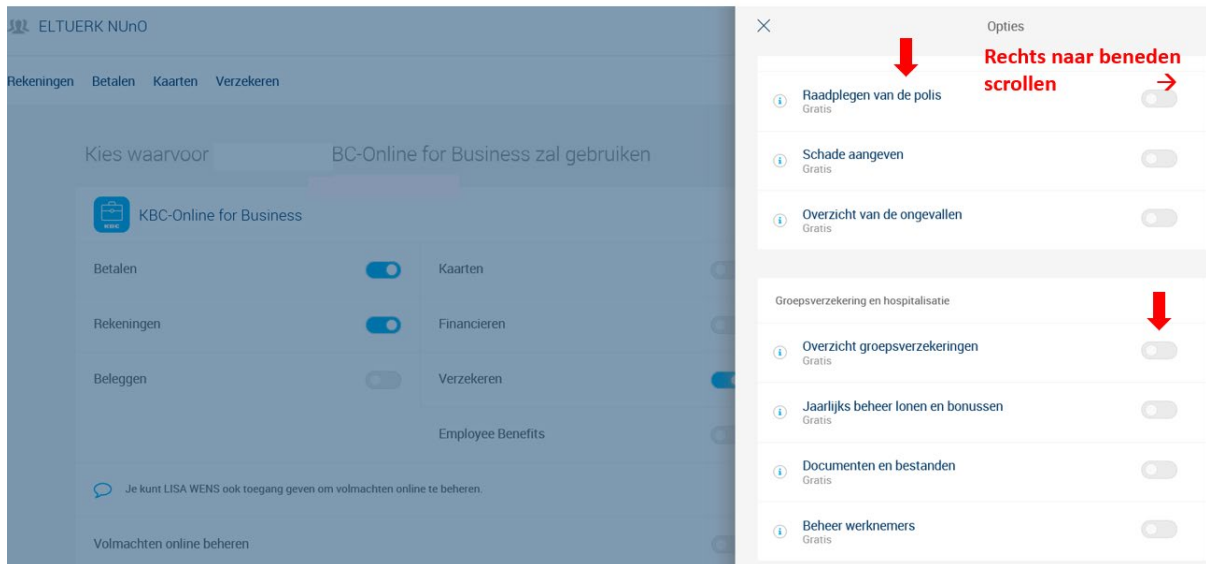 ELTUERK NUnO
Rekeningen Betalen Kaarten Verzekeren
Kies waarvoor BC-Online for Business zal gebruiken
KBC-Online for Business
Betalen
Kaarten
Rekeningen
Financieren
Beleggen
Verzekeren
Employee Benefits
Je kunt LISA WENS ook toegang geven om volmachten online te beheren.
Volmachten online beheren
Opties
Rechts naar beneden
scrollen →
Raadplegen van de polis
Gratis
Schade aangeven
Gratis
Overzicht van de ongevallen
Gratis
Groepsverzekering en hospitalisatie
Overzicht groepsverzekeringen
Gratis
Jaarlijks beheer lonen en bonussen
Gratis
Documenten en bestanden
Gratis
Beheer werknemers
Gratis